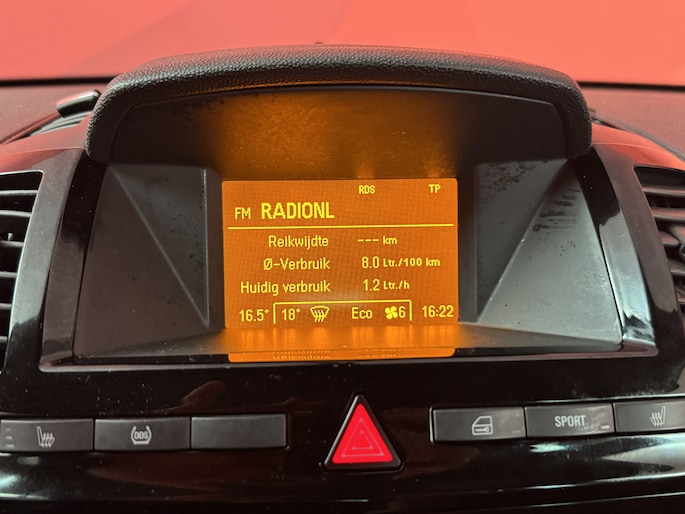 RDS TP
FM RADIONL
Reikwijdte --- km
Ø-Verbruik 8.0 Ltr./100 km
Huidig verbruik 1.2 Ltr./h
16.5° 18° Eco 6 16:22
DDS SPORT